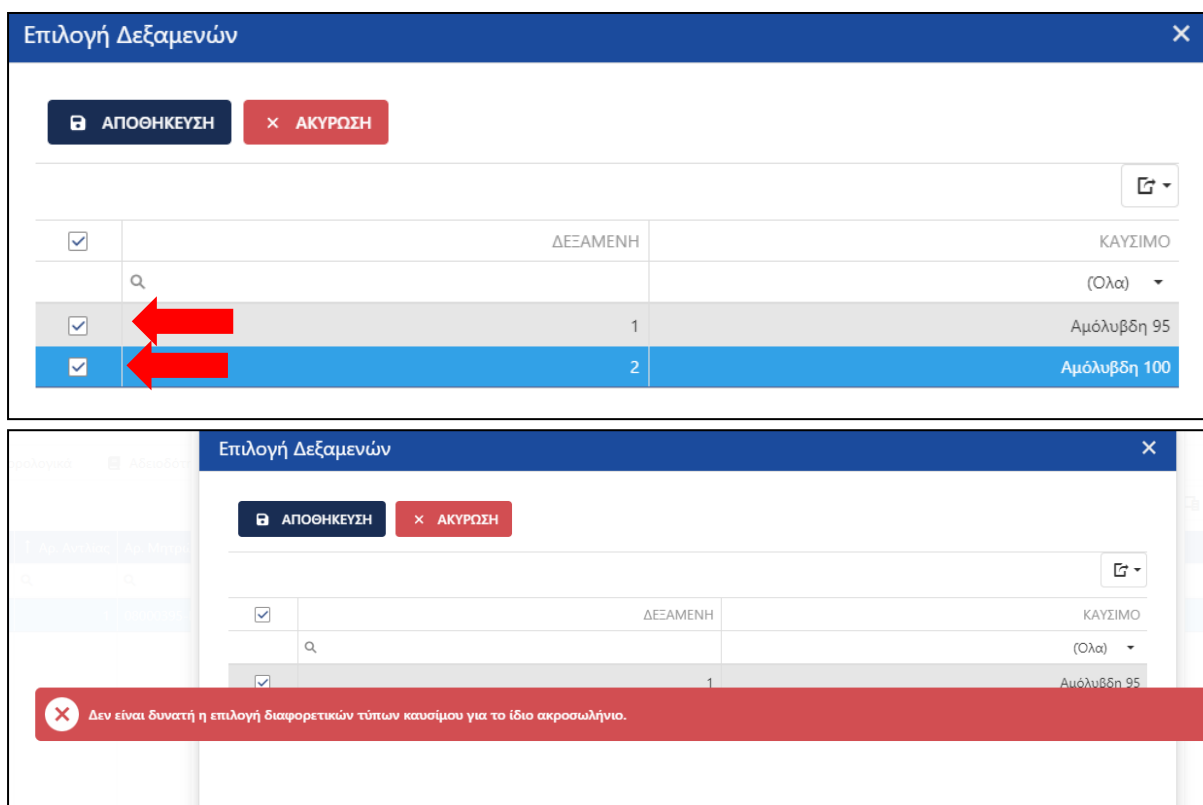 Επιλογή Δεξαμενών
ΑΠΟΘΗΚΕΥΣΗ ΑΚΥΡΩΣΗ
ΔΕΞΑΜΕΝΗ ΚΑΥΣΙΜΟ
(Όλα)
1 Αμόλυβδη 95
2 Αμόλυβδη 100
Επιλογή Δεξαμενών
ΑΠΟΘΗΚΕΥΣΗ ΑΚΥΡΩΣΗ
ΔΕΞΑΜΕΝΗ ΚΑΥΣΙΜΟ
(Όλα)
1 Αμόλυβδη 95
Δεν είναι δυνατή η επιλογή διαφορετικών τύπων καυσίμου για το ίδιο ακροσωλήνιο.